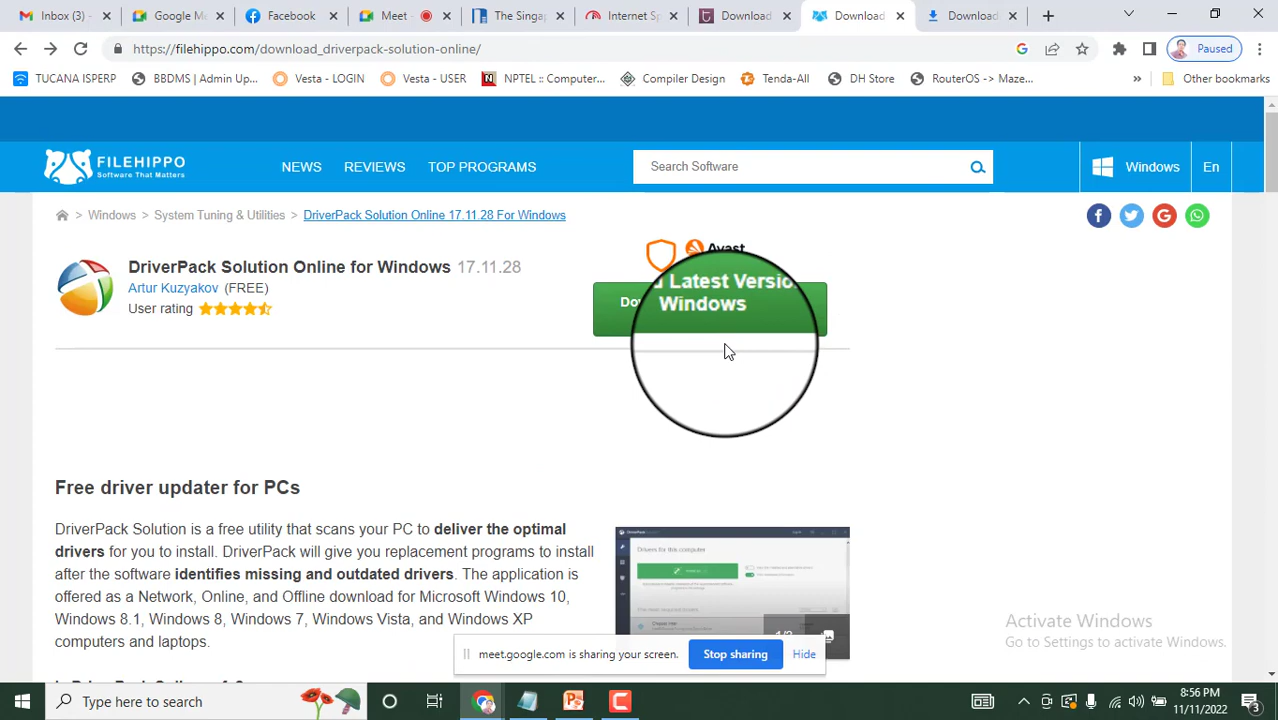 Inbox (3) -
Google M
Facebook
Meet -
The Singap
Internet Sp
Download
Download
Download
https://filehippo.com/download_driverpack-solution-online/
Paused
TUCANA ISPERP
BBDMS | Admin Up...
Vesta - LOGIN
Vesta - USER
NPTEL :: Computer...
Compiler Design
Tenda-All
DH Store
RouterOS -> Maze...
»
Other bookmarks
FILEHIPPO
Software That Matters
NEWS
REVIEWS
TOP PROGRAMS
Search Software
Windows
En
> Windows > System Tuning & Utilities > DriverPack Solution Online 17.11.28 For Windows
DriverPack Solution Online for Windows 17.11.28
Artur Kuzyakov (FREE)
User rating
Avast
Latest Versio
Windows
Free driver updater for PCs
DriverPack Solution is a free utility that scans your PC to deliver the optimal
drivers for you to install. DriverPack will give you replacement programs to install
after the software identifies missing and outdated drivers. The application is
offered as a Network, Online, and Offline download for Microsoft Windows 10,
Windows 8.1, Windows 8, Windows 7, Windows Vista, and Windows XP
computers and laptops.
Drivers for this computer
Activate Windows
Go to Settings to activate Windows.
meet.google.com is sharing your screen.
Stop sharing
Hide
Type here to search
8:56 PM
11/11/2022
3